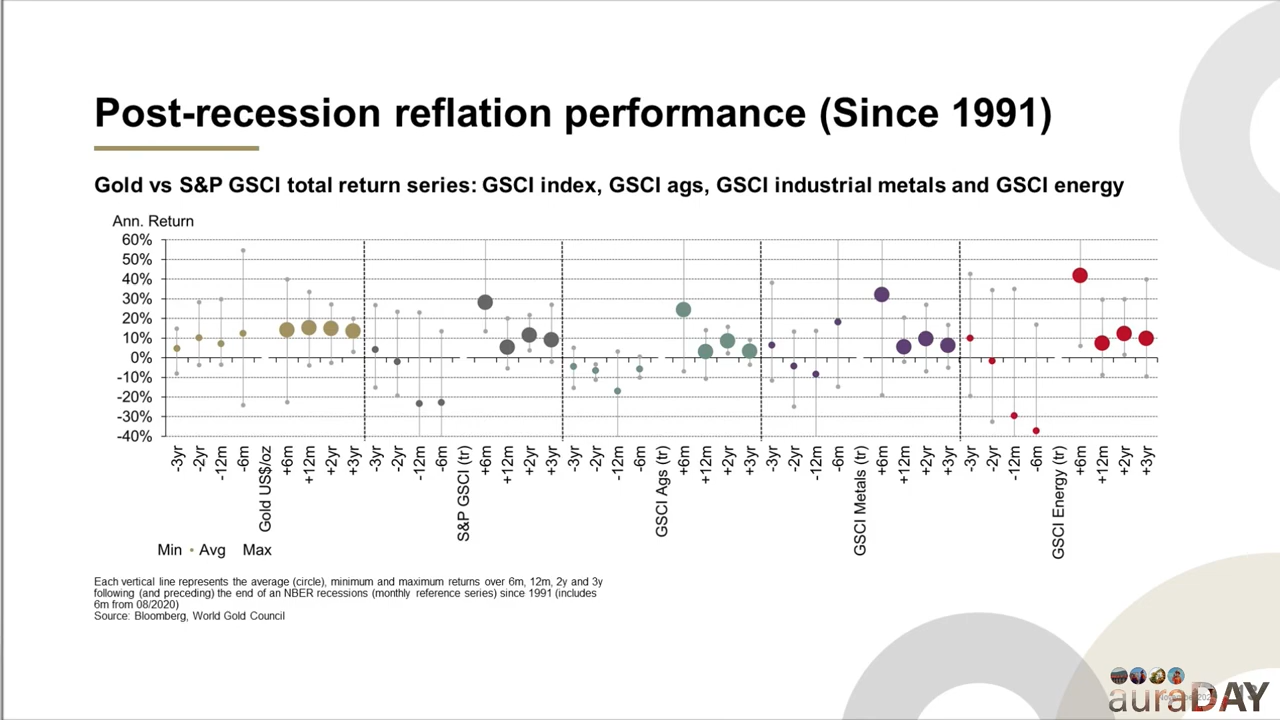 Post-recession reflation performance (Since 1991)
Gold vs S&P GSCI total return series: GSCI index, GSCI ags, GSCI industrial metals and GSCI energy
Ann. Return
60%
50%
40%
30%
20%
10%
0%
-10%
-20%
-30%
-40%
-3yr
-2yr
-12m
-6m
Gold US$/oz
+6m
+12m
+2yr
+3yr
-3yr
-2yr
-12m
-6m
S&P GSCI (tr)
+6m
+12m
+2yr
+3yr
-3yr
-2yr
-12m
-6m
GSCI Ags (tr)
+6m
+12m
+2yr
+3yr
-3yr
-2yr
-12m
-6m
GSCI Metals (tr)
+6m
+12m
+2yr
+3yr
-3yr
-2yr
-12m
-6m
GSCI Energy (tr)
+6m
+12m
+2yr
+3yr
Min Avg Max
Each vertical line represents the average (circle), minimum and maximum returns over 6m, 12m, 2y and 3y
following (and preceding) the end of an NBER recessions (monthly reference series) since 1991 (includes
6m from 08/2020)
Source: Bloomberg, World Gold Council
auraDAY